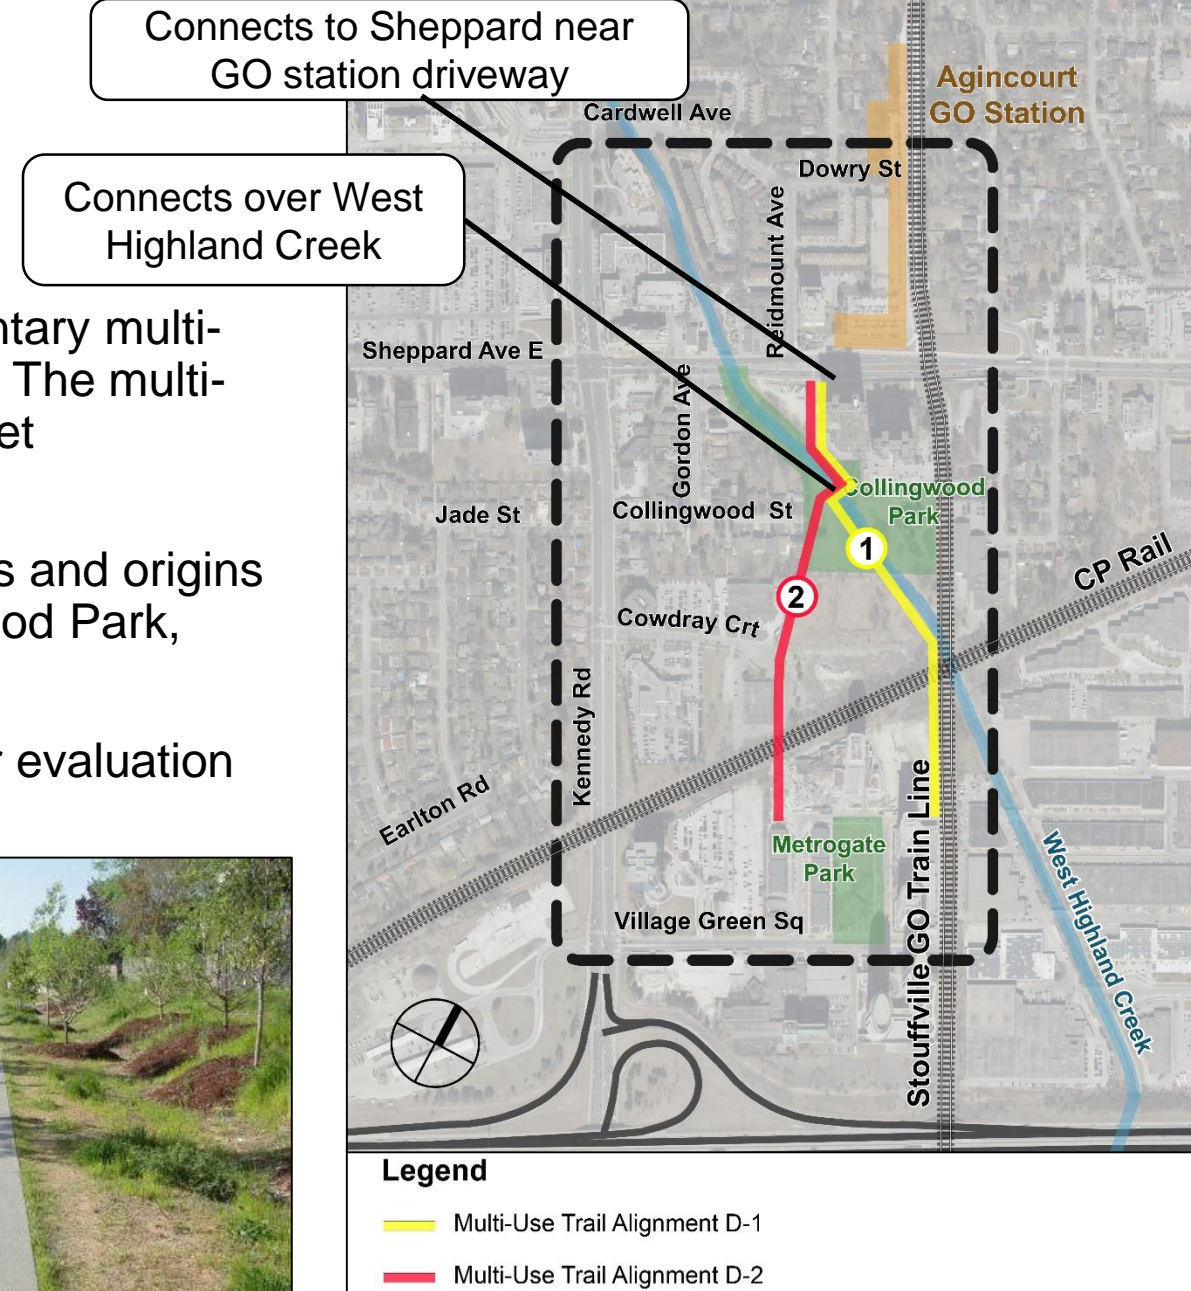 Connects to Sheppard near
GO station driveway
Connects over West
Highland Creek
ntary multi-
The multi-
et
s and origins
od Park,
r evaluation
Cardwell Ave
Agincourt
GO Station
Dowry St
Reidmount Ave
Sheppard Ave E
Gordon Ave
Jade St
Collingwood St
Collingwood
Park
1
2
CP Rail
Cowdray Crt
Kennedy Rd
Earlton Rd
Metrogate
Park
Village Green Sq
Stouffville GO Train Line
West Highland Creek
Legend
Multi-Use Trail Alignment D-1
Multi-Use Trail Alignment D-2